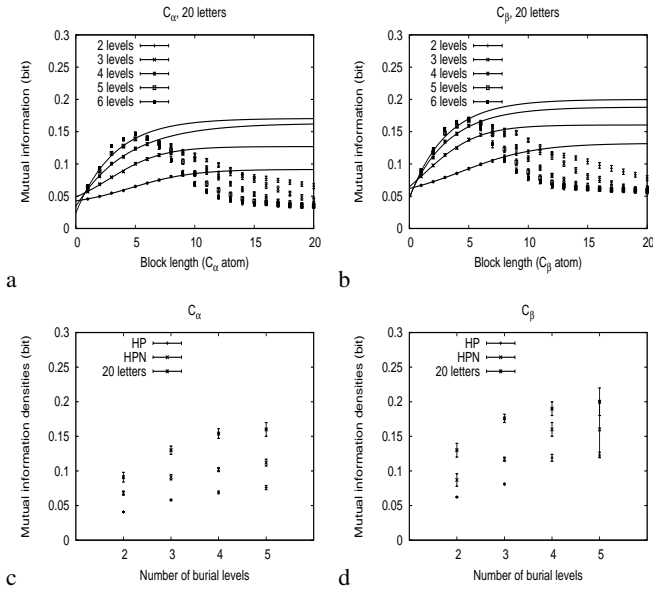 Cα, 20 letters
Mutual information (bit)
0.3
0.25
0.2
0.15
0.1
0.05
0
2 levels
3 levels
4 levels
5 levels
6 levels
0 5 10 15 20
Block length (Cα atom)
a
Cβ, 20 letters
Mutual information (bit)
0.3
0.25
0.2
0.15
0.1
0.05
0
2 levels
3 levels
4 levels
5 levels
6 levels
0 5 10 15 20
Block length (Cβ atom)
b
Cα
Mutual information densities (bit)
0.3
0.25
0.2
0.15
0.1
0.05
0
HP
HPN
20 letters
2 3 4 5
Number of burial levels
c
Cβ
Mutual information densities (bit)
0.3
0.25
0.2
0.15
0.1
0.05
0
HP
HPN
20 letters
2 3 4 5
Number of burial levels
d